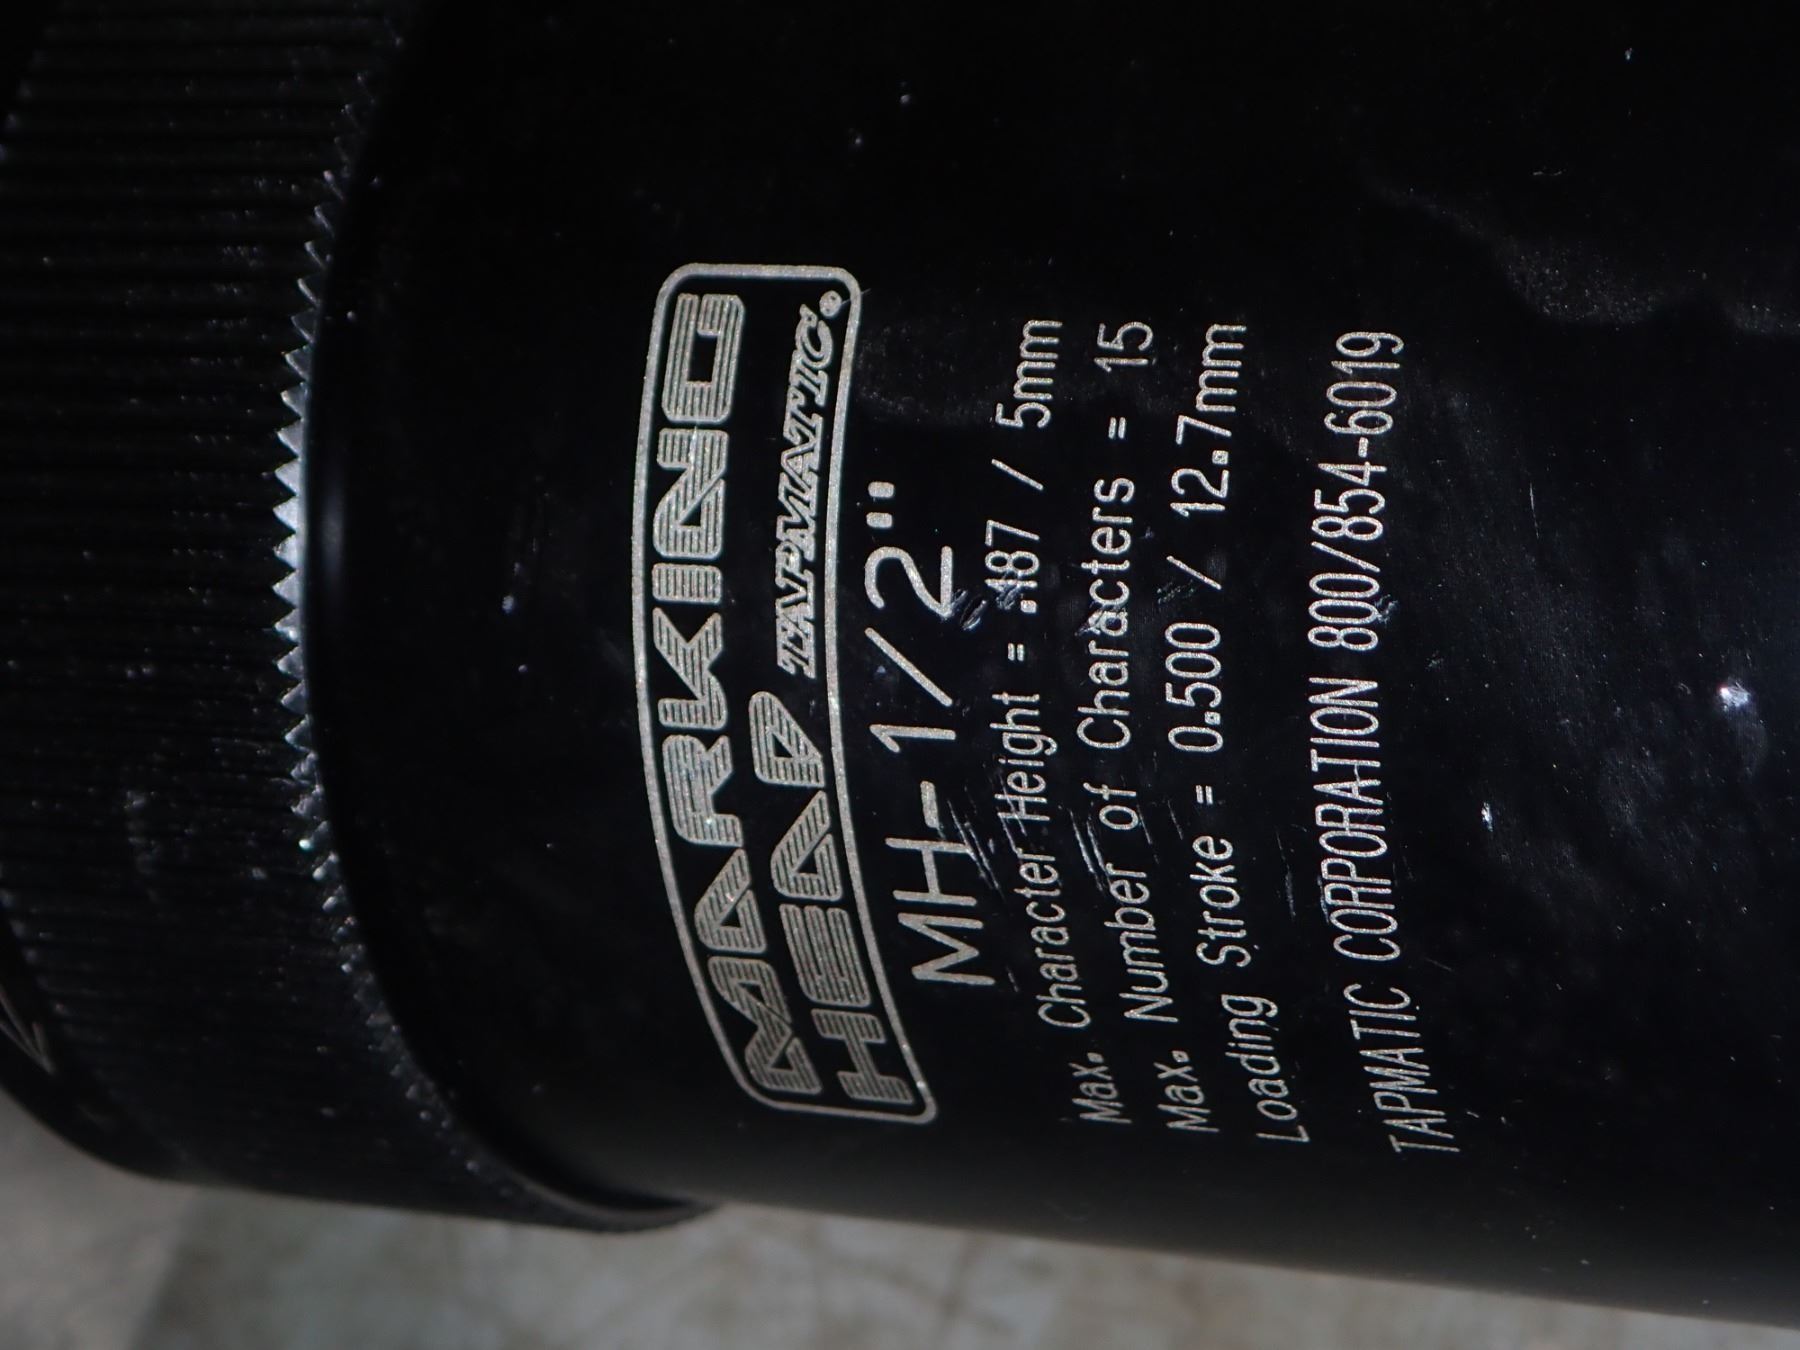 MARKING
HEAD TAPMATIC®
MH-1/2"
Max. Character Height = .187 / 5mm
Max. Number of Characters = 15
Loading Stroke = 0.500 / 12.7mm
TAPMATIC CORPORATION 800/854-6019